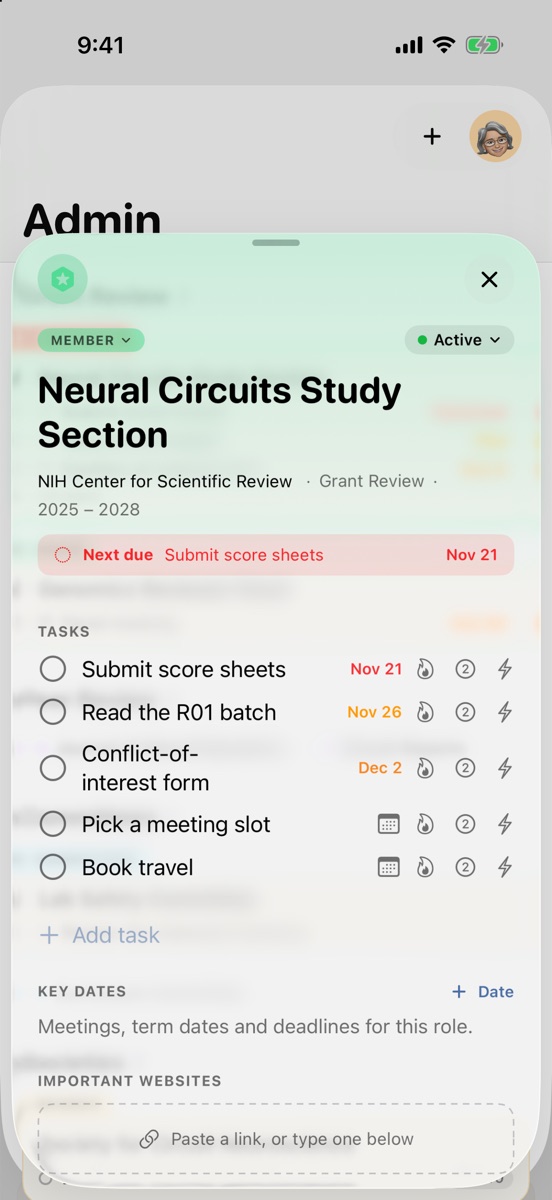 9:41
Admin
MEMBER
Active
Neural Circuits Study
Section
NIH Center for Scientific Review · Grant Review ·
2025 – 2028
Next due Submit score sheets Nov 21
TASKS
Submit score sheets Nov 21 2
Read the R01 batch Nov 26 2
Conflict-of-
interest form Dec 2 2
Pick a meeting slot 2
Book travel 2
+ Add task
KEY DATES + Date
Meetings, term dates and deadlines for this role.
IMPORTANT WEBSITES
Paste a link, or type one below